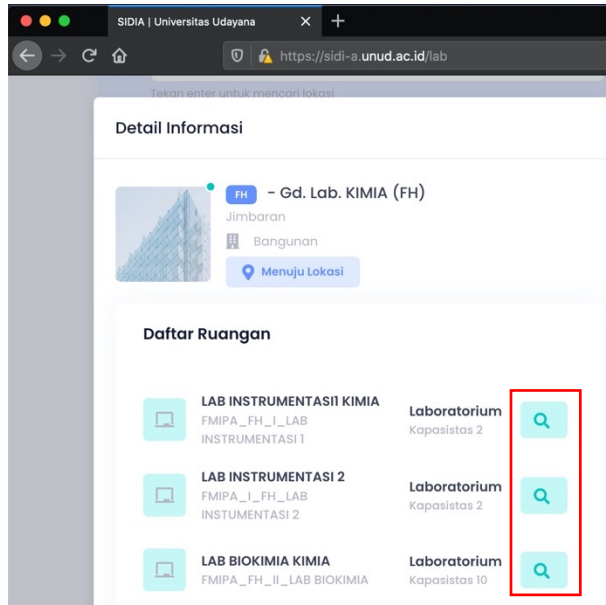 SIDIA | Universitas Udayana
https://sidi-a.unud.ac.id/lab
Tekan enter untuk mencari lokasi
Detail Informasi
FH - Gd. Lab. KIMIA (FH)
Jimbaran
Bangunan
Menuju Lokasi
Daftar Ruangan
LAB INSTRUMENTASI1 KIMIA
FMIPA_FH_I_LAB
INSTRUMENTASI 1
Laboratorium
Kapasistas 2
LAB INSTRUMENTASI 2
FMIPA_I_FH_LAB
INSTUMENTASI 2
Laboratorium
Kapasistas 2
LAB BIOKIMIA KIMIA
FMIPA_FH_II_LAB BIOKIMIA
Laboratorium
Kapasistas 10